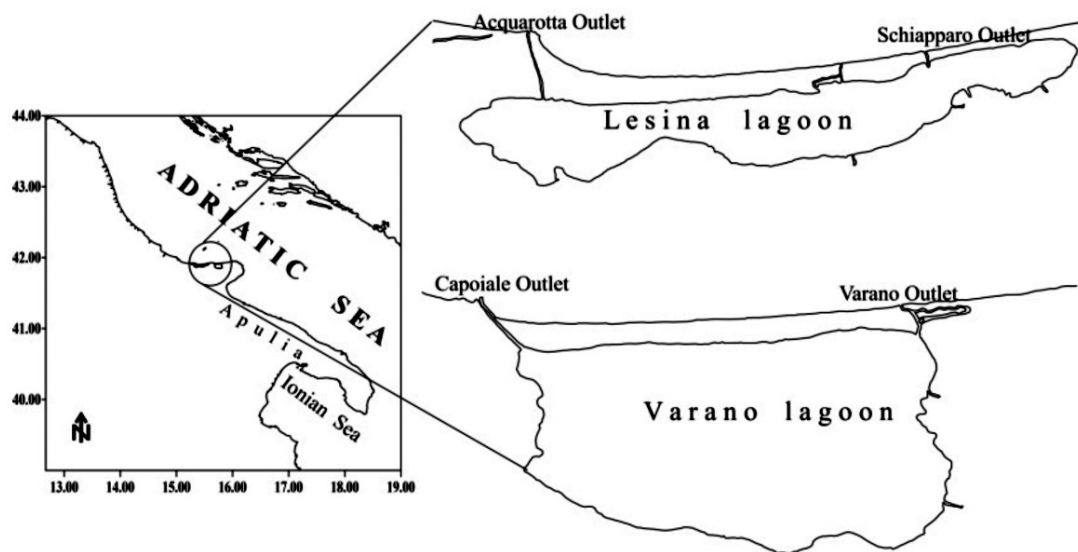 Acquarotta Outlet
Schiapparo Outlet
Lesina lagoon
44.00
43.00
42.00
41.00
40.00
ADRIATIC SEA
Apulia
Ionian Sea
N
13.00 14.00 15.00 16.00 17.00 18.00 19.00
Capoiale Outlet
Varano Outlet
Varano lagoon